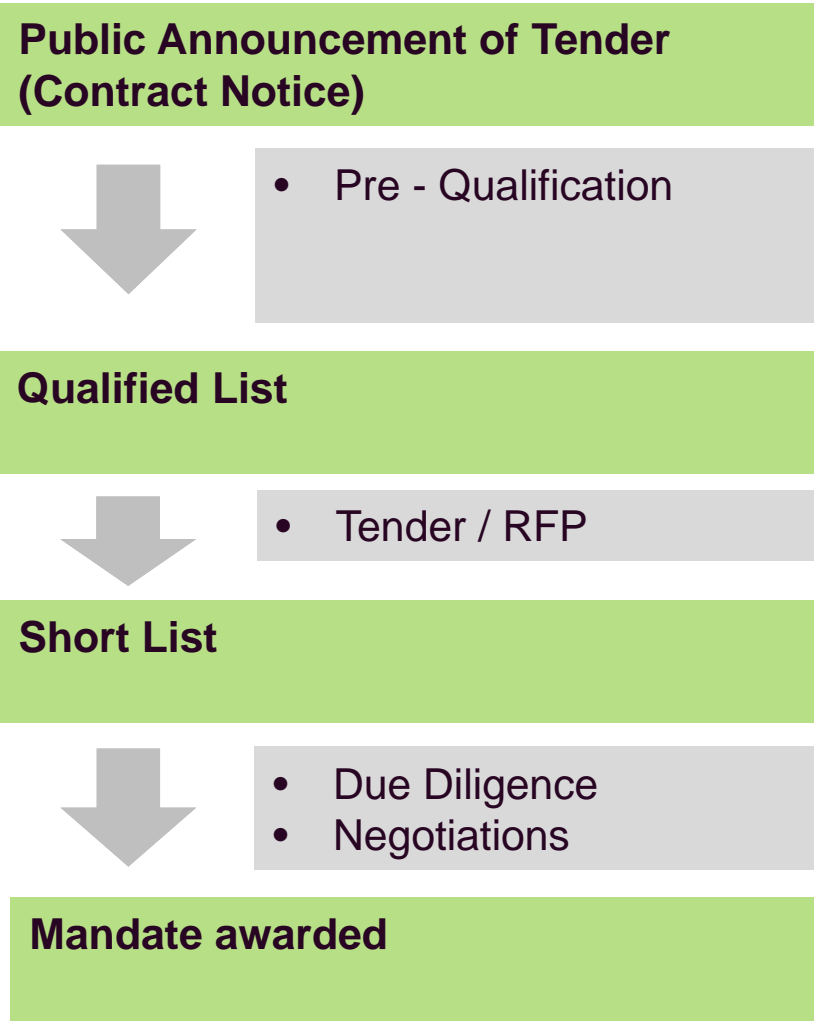 Public Announcement of Tender
(Contract Notice)
• Pre - Qualification
Qualified List
• Tender / RFP
Short List
• Due Diligence
• Negotiations
Mandate awarded